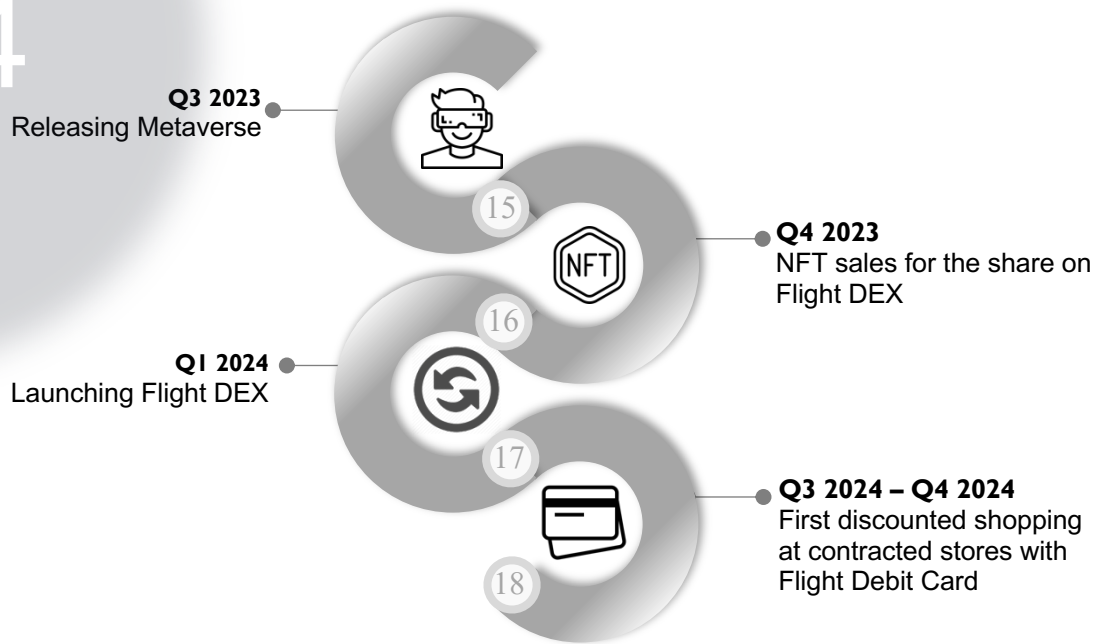 4
Q3 2023
Releasing Metaverse
15
Q4 2023
NFT sales for the share on
Flight DEX
NFT
16
Q1 2024
Launching Flight DEX
17
Q3 2024 – Q4 2024
First discounted shopping
at contracted stores with
Flight Debit Card
18